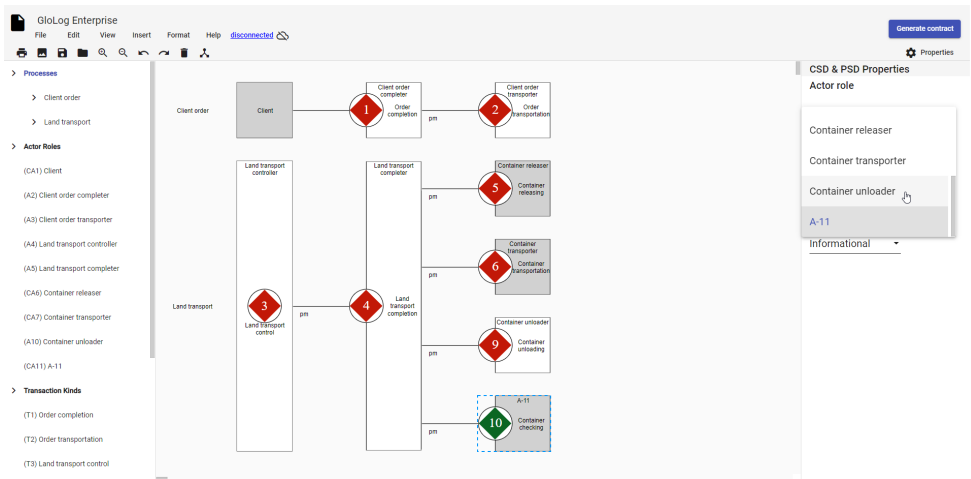 GloLog Enterprise
File Edit View Insert Format Help disconnected
Generate contract
Properties
Processes
Client order
Land transport
Actor Roles
(CA1) Client
(A2) Client order completer
(A3) Client order transporter
(A4) Land transport controller
(A5) Land transport completer
(CA6) Container releaser
(CA7) Container transporter
(A10) Container unloader
(CA11) A-11
Transaction Kinds
(T1) Order completion
(T2) Order transportation
(T3) Land transport control
Client order
Client
Client order
completer
1
Order
completion
pm
Client order
transporter
2
Order
transportation
Land transport
Land transport
controller
3
Land transport
control
pm
Land transport
completer
4
Land
transport
completion
pm
Container releaser
5
Container
releasing
pm
Container
transporter
6
Container
transportation
pm
Container unloader
9
Container
unloading
pm
A-11
10
Container
checking
CSD & PSD Properties
Actor role
Container releaser
Container transporter
Container unloader
A-11
Informational